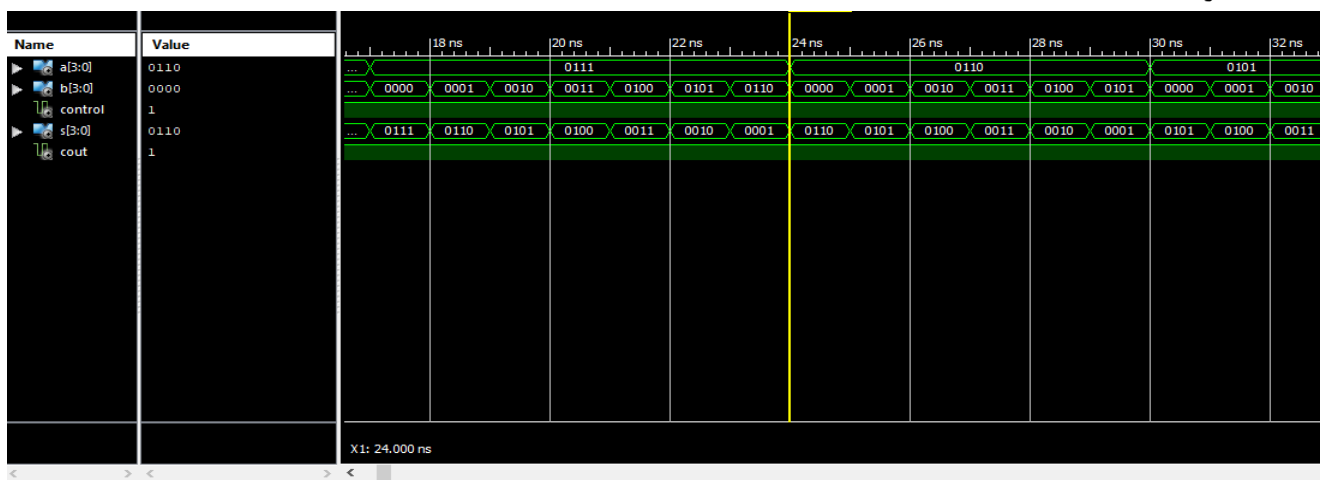 Name Value 18 ns 20 ns 22 ns 24 ns 26 ns 28 ns 30 ns 32 ns
a[3:0] 0110 ... 0111 0110 0101
b[3:0] 0000 ... 0000 0001 0010 0011 0100 0101 0110 0000 0001 0010 0011 0100 0101 0000 0001 0010
control 1
s[3:0] 0110 ... 0111 0110 0101 0100 0011 0010 0001 0110 0101 0100 0011 0010 0001 0101 0100 0011
cout 1
X1: 24.000 ns